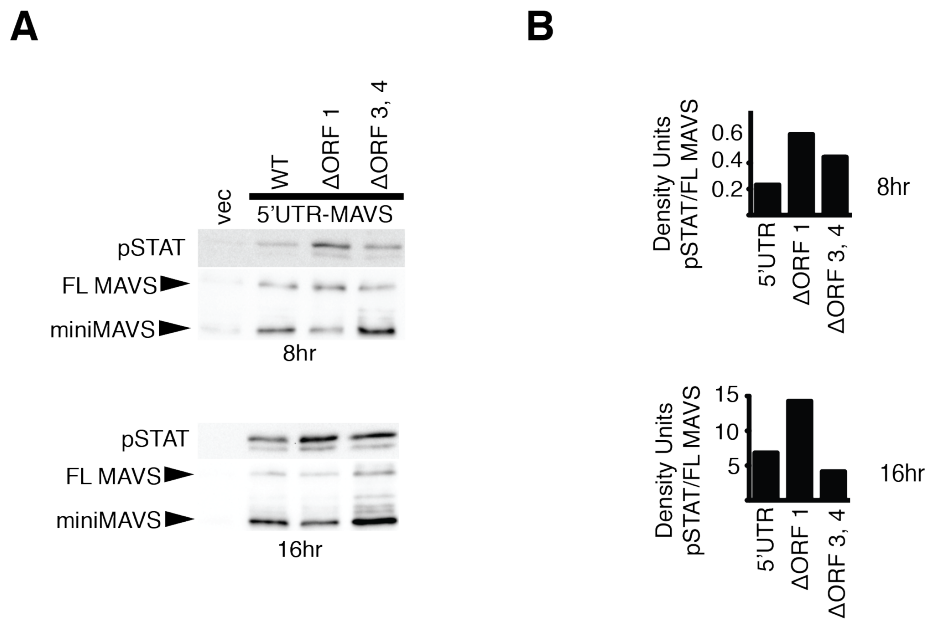 A
vec
WT
ΔORF 1
ΔORF 3, 4
5’UTR-MAVS
pSTAT
FL MAVS
miniMAVS
8hr
pSTAT
FL MAVS
miniMAVS
16hr
B
Density Units
pSTAT/FL MAVS
0.6
0.4
0.2
5’UTR
ΔORF 1
ΔORF 3, 4
8hr
Density Units
pSTAT/FL MAVS
15
10
5
5’UTR
ΔORF 1
ΔORF 3, 4
16hr